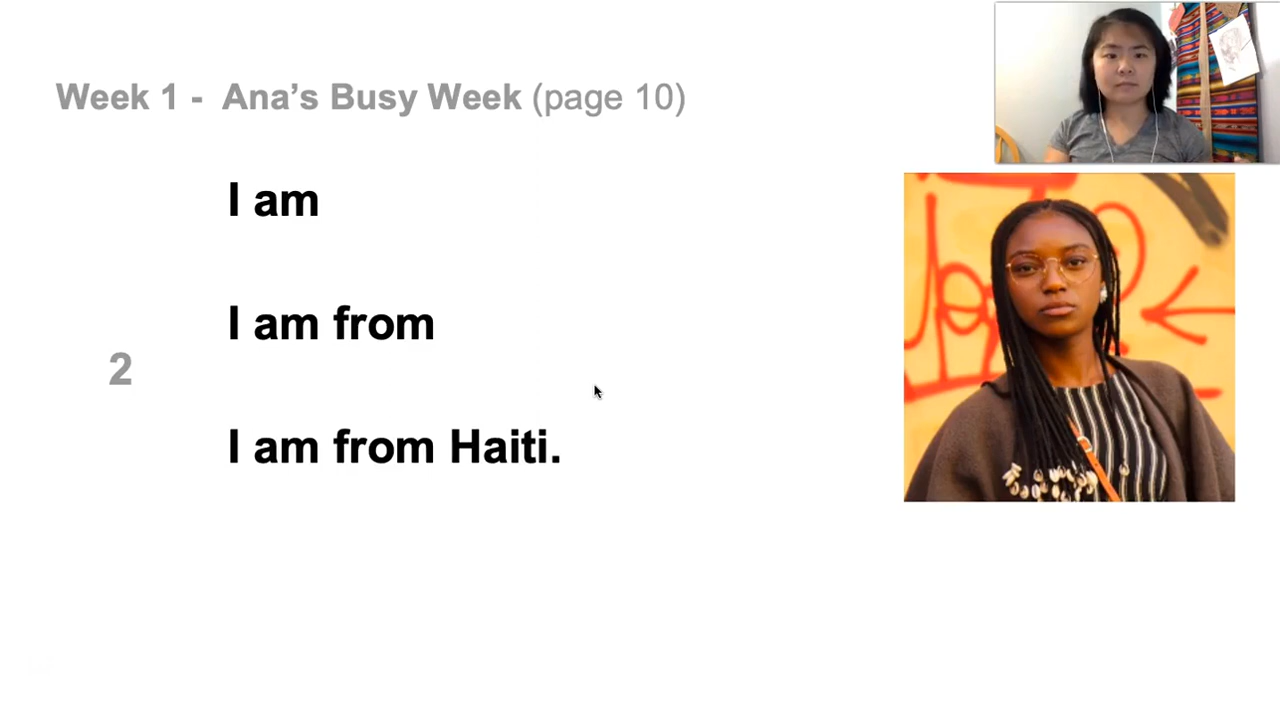 Week 1 - Ana's Busy Week (page 10)
I am
I am from
2
I am from Haiti.